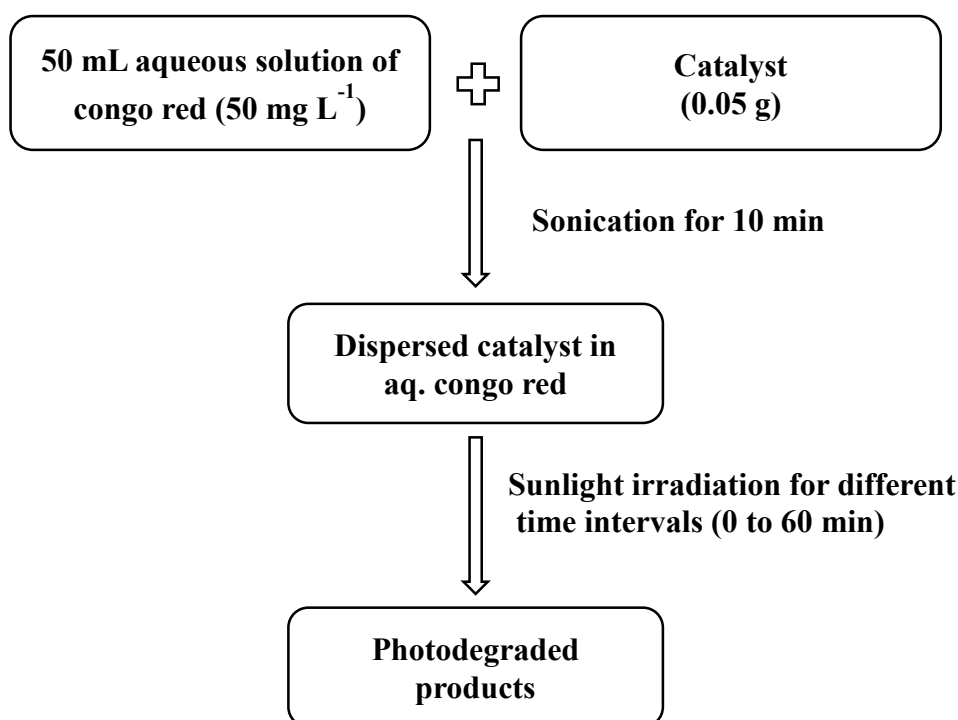 50 mL aqueous solution of
congo red (50 mg L⁻¹)
Catalyst
(0.05 g)
Sonication for 10 min
Dispersed catalyst in
aq. congo red
Sunlight irradiation for different
time intervals (0 to 60 min)
Photodegraded
products